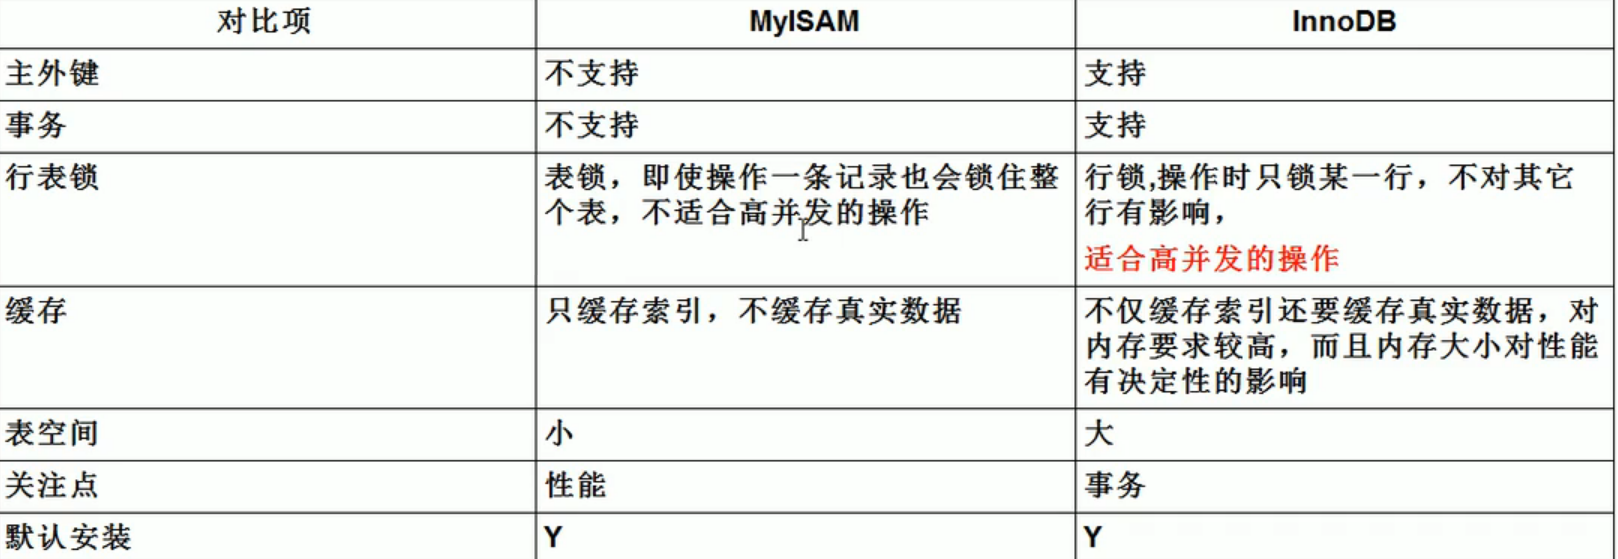 对比项 MyISAM InnoDB
主外键 不支持 支持
事务 不支持 支持
行表锁 表锁，即使操作一条记录也会锁住整 行锁,操作时只锁某一行，不对其它
个表，不适合高并发的操作 行有影响，
适合高并发的操作
缓存 只缓存索引，不缓存真实数据 不仅缓存索引还要缓存真实数据，对
内存要求较高，而且内存大小对性能
有决定性的影响
表空间 小 大
关注点 性能 事务
默认安装 Y Y